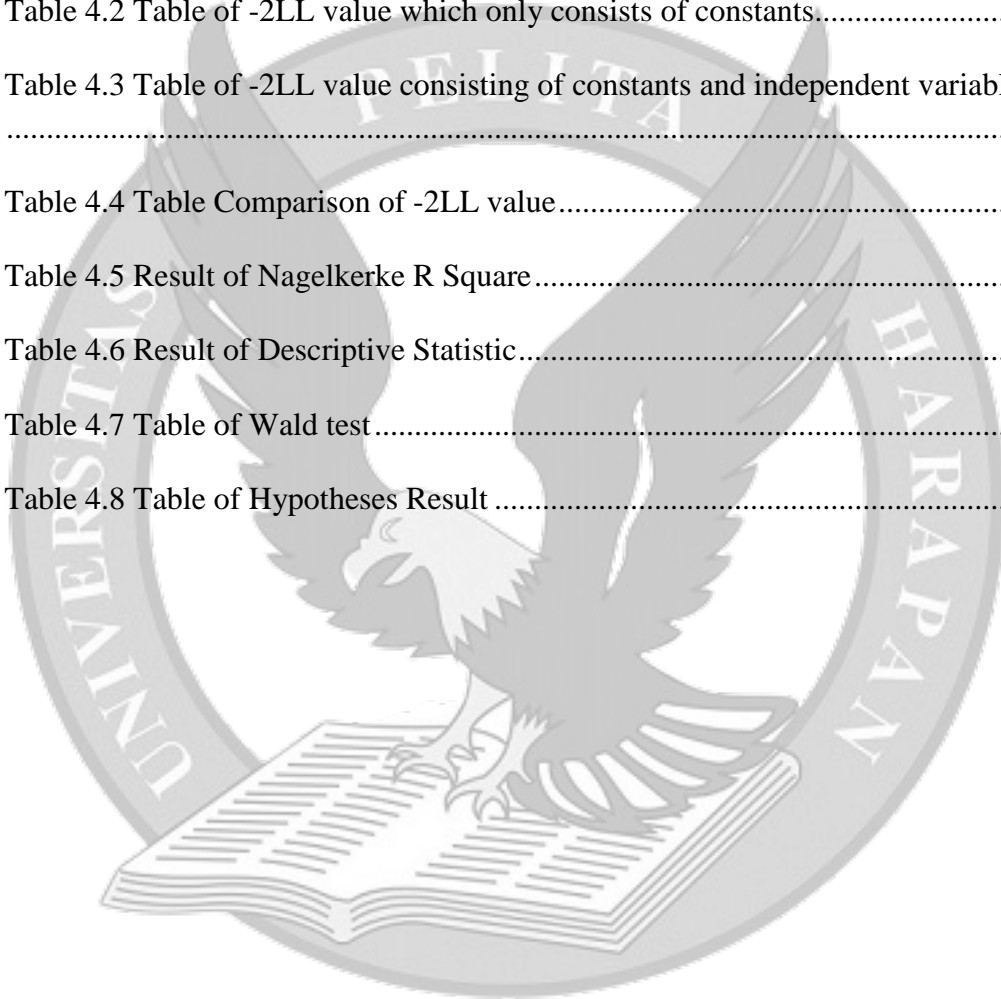 Table 4.2 Table of -2LL value which only consists of constants....................
Table 4.3 Table of -2LL value consisting of constants and independent variabl
....................................................................................................
Table 4.4 Table Comparison of -2LL value....................................................
Table 4.5 Result of Nagelkerke R Square.......................................................
Table 4.6 Result of Descriptive Statistic.........................................................
Table 4.7 Table of Wald test............................................................................
Table 4.8 Table of Hypotheses Result ............................................................
UNIVERSITAS PELITA HARAPAN